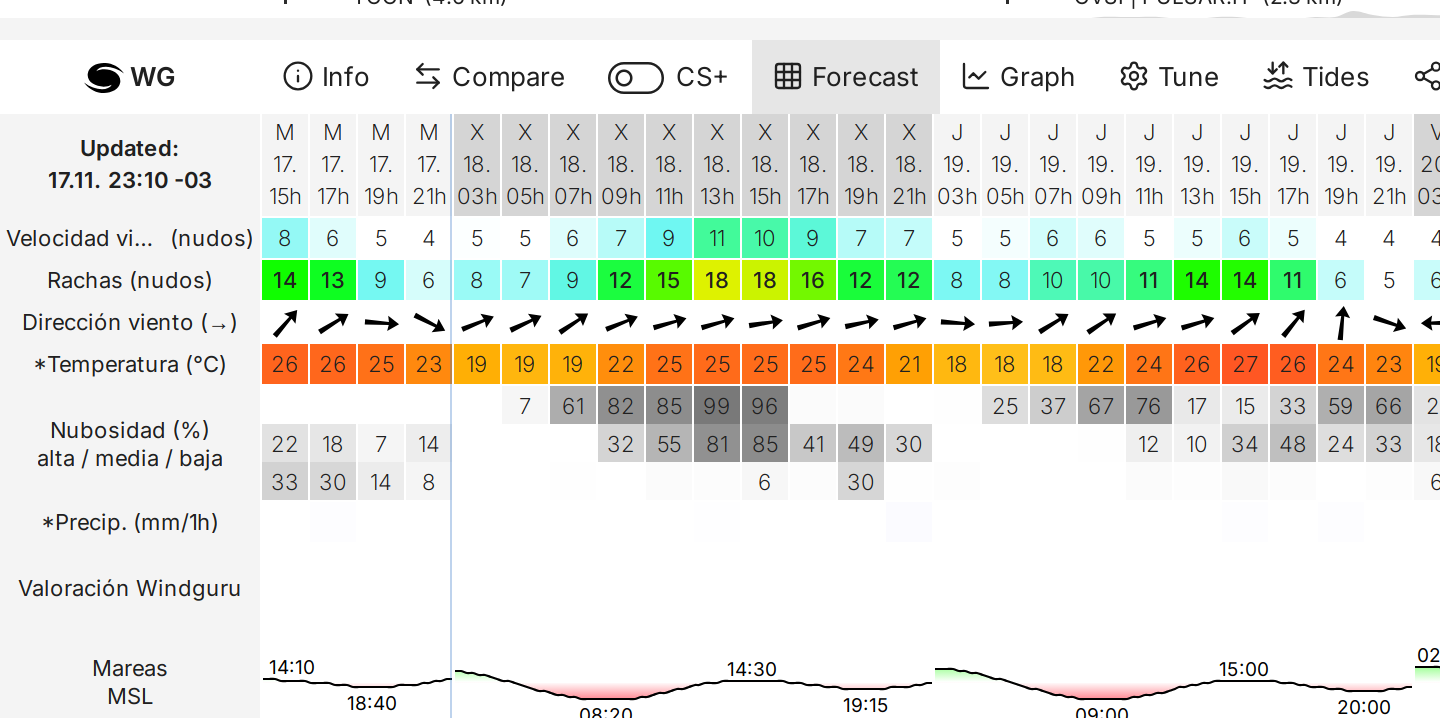 WG Info Compare CS+ Forecast Graph Tune Tides
Updated:
17.11. 23:10 -03
M M M M X X X X X X X X X X J J J J J J J J J J
17. 17. 17. 17. 18. 18. 18. 18. 18. 18. 18. 18. 18. 18. 19. 19. 19. 19. 19. 19. 19. 19. 19. 19.
15h 17h 19h 21h 03h 05h 07h 09h 11h 13h 15h 17h 19h 21h 03h 05h 07h 09h 11h 13h 15h 17h 19h 21h
Velocidad vi... (nudos) 8 6 5 4 5 5 6 7 9 11 10 9 7 7 5 5 6 6 5 5 6 5 4 4 4
Rachas (nudos) 14 13 9 6 8 7 9 12 15 18 18 16 12 12 8 8 10 10 11 14 14 11 6 5 6
Dirección viento (→)
*Temperatura (°C) 26 26 25 23 19 19 19 22 25 25 25 25 24 21 18 18 18 22 24 26 27 26 24 23 19
7 61 82 85 99 96 25 37 67 76 17 15 33 59 66
Nubosidad (%)
alta / media / baja
22 18 7 14 32 55 81 85 41 49 30 12 10 34 48 24 33 18
33 30 14 8 6 30 6
*Precip. (mm/1h)
Valoración Windguru
Mareas
MSL
14:10 14:30 15:00
18:40 08:20 19:15 09:00 20:00